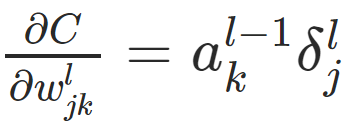 ∂C/∂w^l_{jk} = a^{l-1}_k δ^l_j